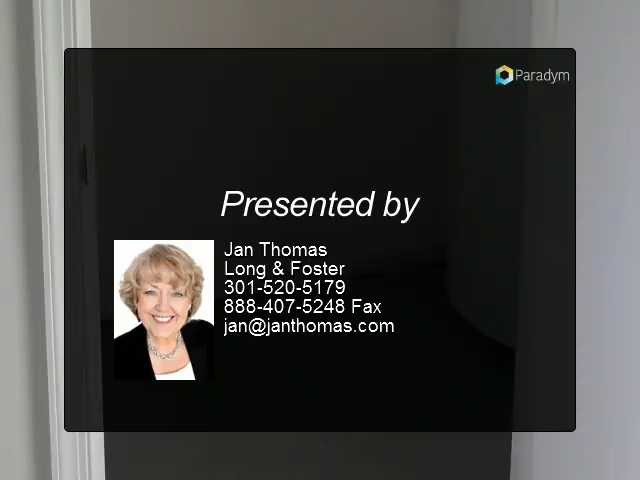 Paradym
Presented by
Jan Thomas
Long & Foster
301-520-5179
888-407-5248 Fax
jan@janthomas.com